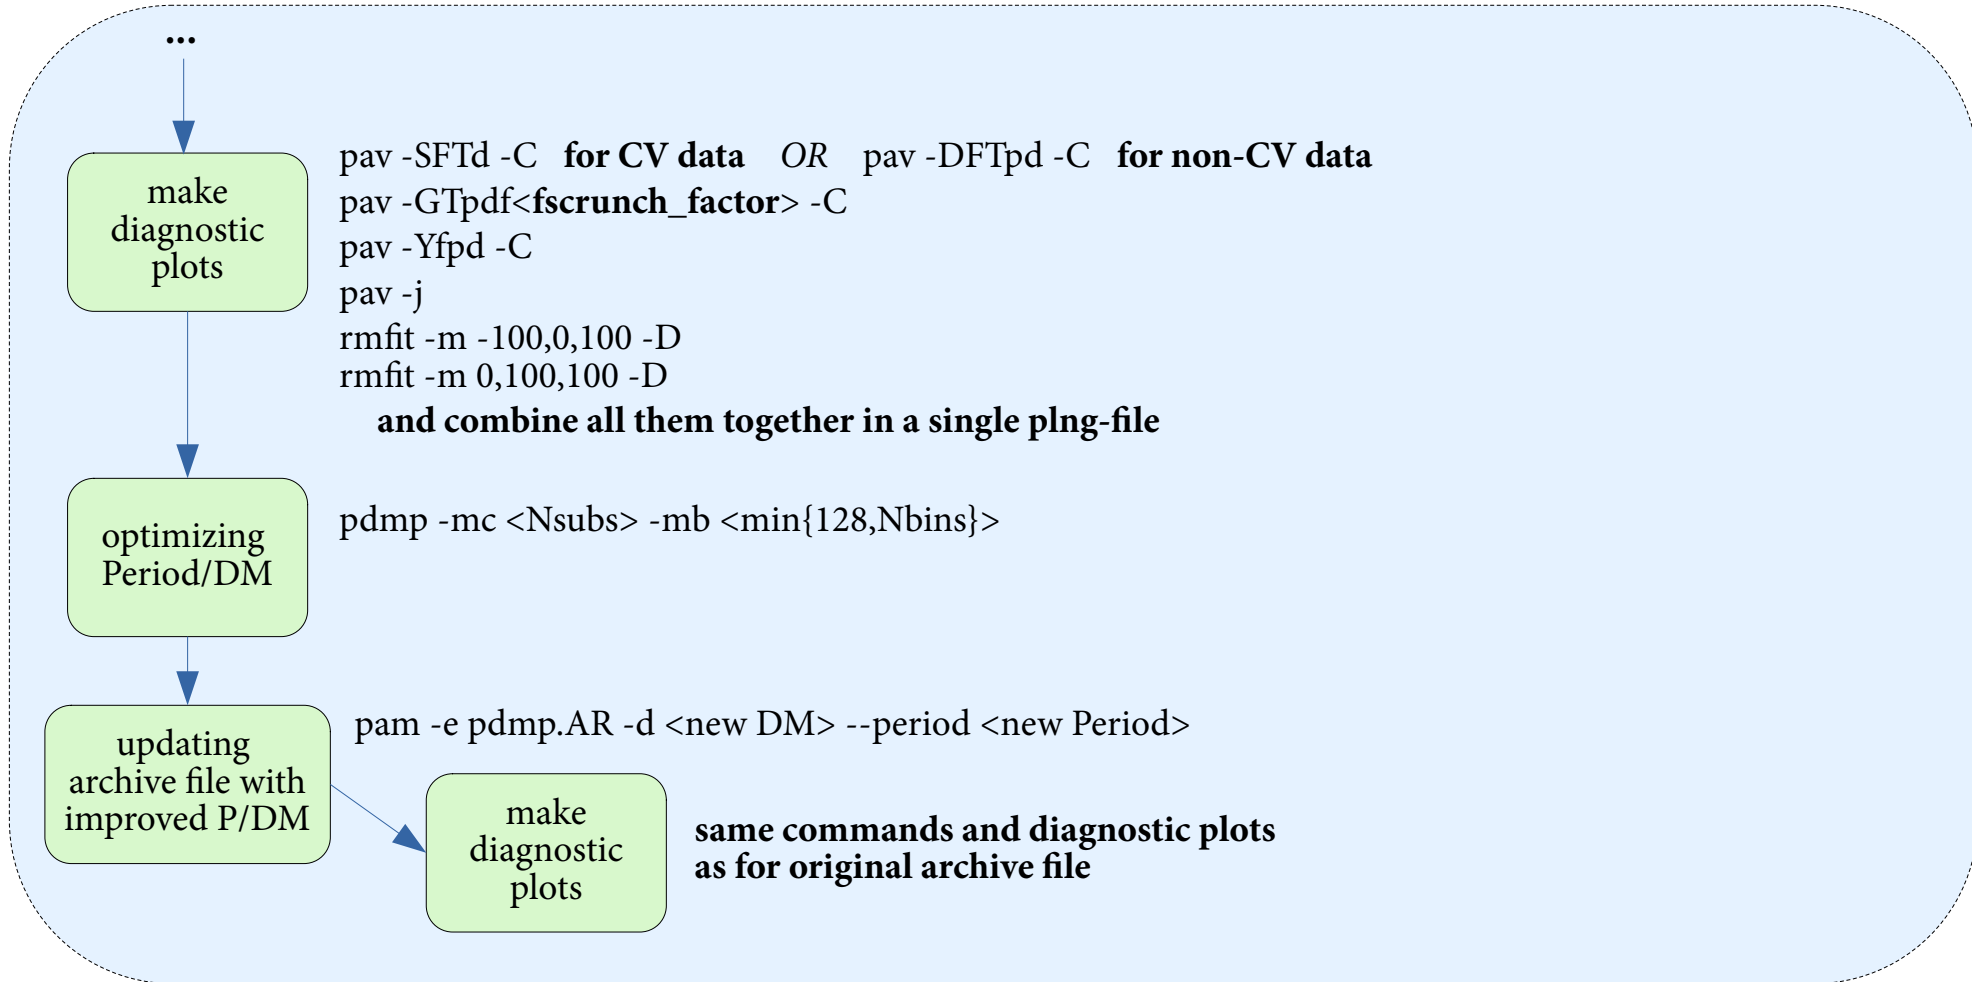 ...
make
diagnostic
plots
pav -SFTd -C for CV data OR pav -DFTpd -C for non-CV data
pav -GTpdf<fscrunch_factor> -C
pav -Yfpd -C
pav -j
rmfit -m -100,0,100 -D
rmfit -m 0,100,100 -D
and combine all them together in a single plng-file
optimizing
Period/DM
pdmp -mc <Nsubs> -mb <min{128,Nbins}>
updating
archive file with
improved P/DM
pam -e pdmp.AR -d <new DM> --period <new Period>
make
diagnostic
plots
same commands and diagnostic plots
as for original archive file